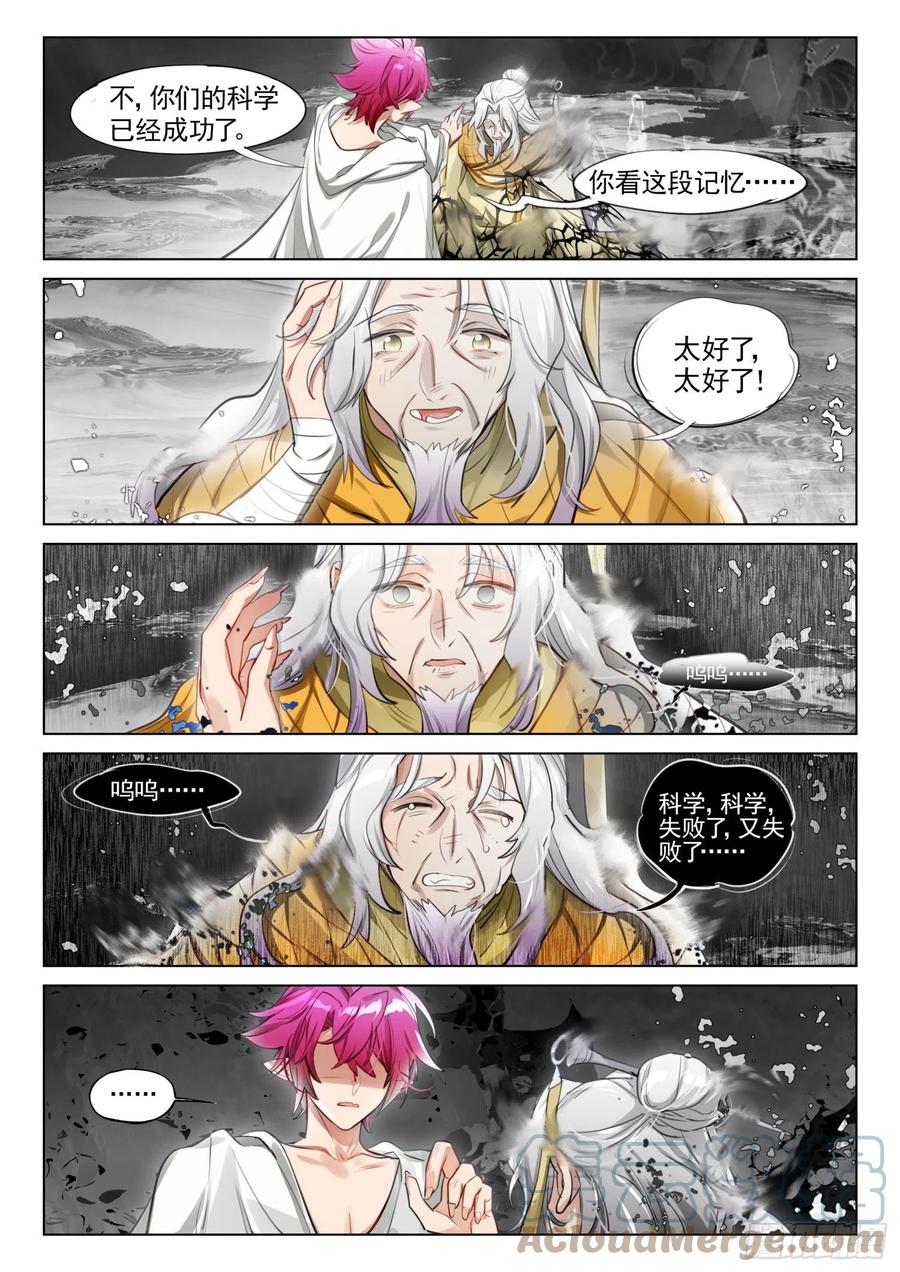 不，你们的科学
已经成功了。
你看这段记忆……
太好了，
太好了！
呜呜……
呜呜……
科学，科学，
失败了，又失
败了……
……
ACloudMerge.com